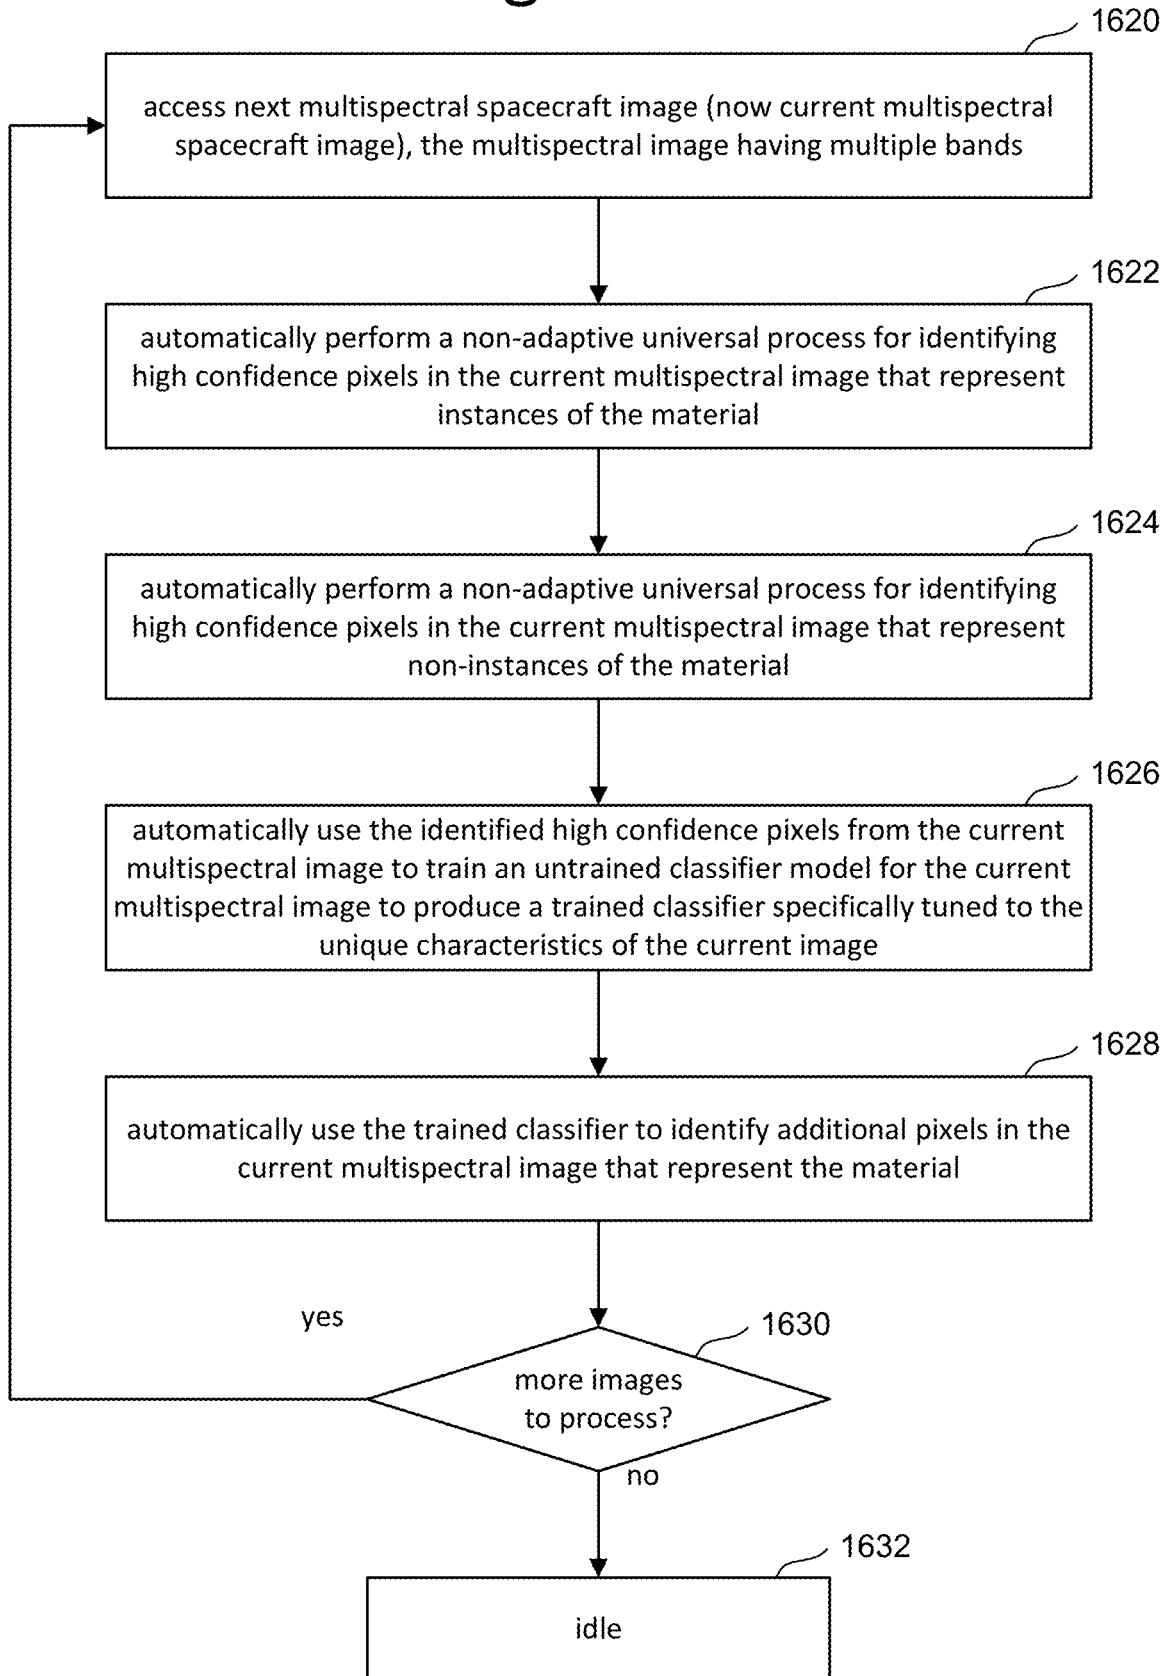 1620
access next multispectral spacecraft image (now current multispectral
spacecraft image), the multispectral image having multiple bands
1622
automatically perform a non-adaptive universal process for identifying
high confidence pixels in the current multispectral image that represent
instances of the material
1624
automatically perform a non-adaptive universal process for identifying
high confidence pixels in the current multispectral image that represent
non-instances of the material
1626
automatically use the identified high confidence pixels from the current
multispectral image to train an untrained classifier model for the current
multispectral image to produce a trained classifier specifically tuned to the
unique characteristics of the current image
1628
automatically use the trained classifier to identify additional pixels in the
current multispectral image that represent the material
yes
1630
more images
to process?
no
1632
idle